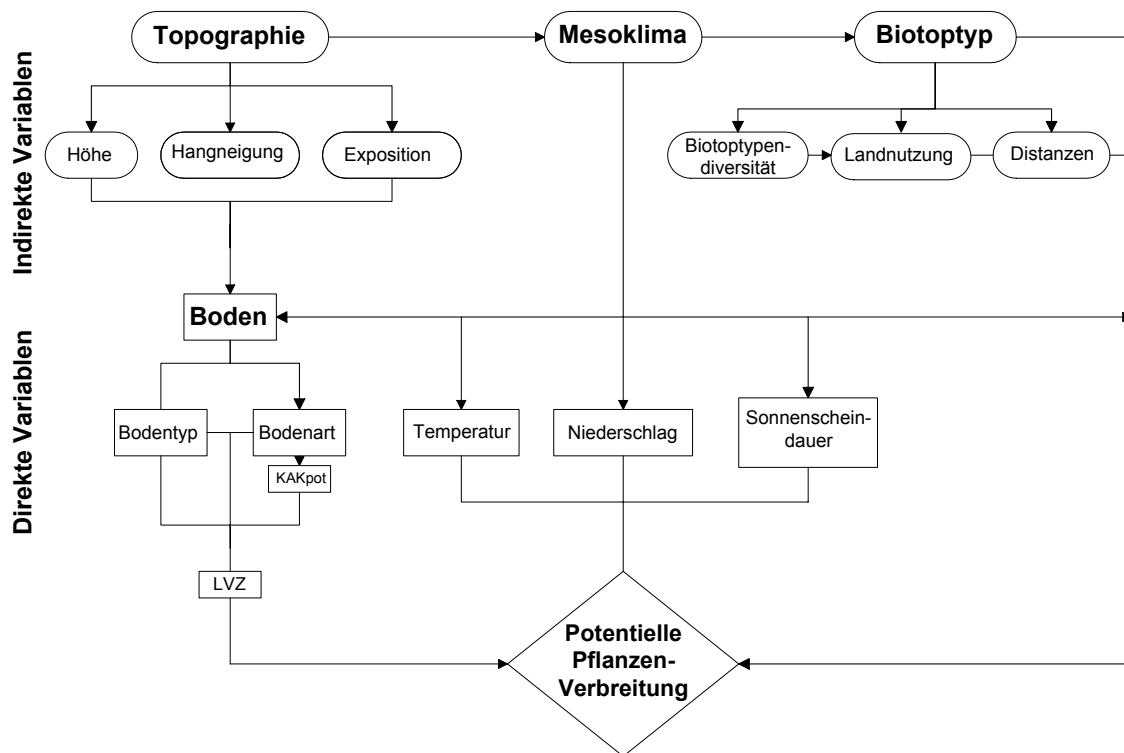 Indirekte Variablen
Topographie
Mesoklima
Biotoptyp
Höhe
Hangneigung
Exposition
Biotoptypen-
diversität
Landnutzung
Distanzen
Direkte Variablen
Boden
Bodentyp
Bodenart
KAKpot
LVZ
Temperatur
Niederschlag
Sonnenschein-
dauer
Potentielle
Pflanzen-
Verbreitung